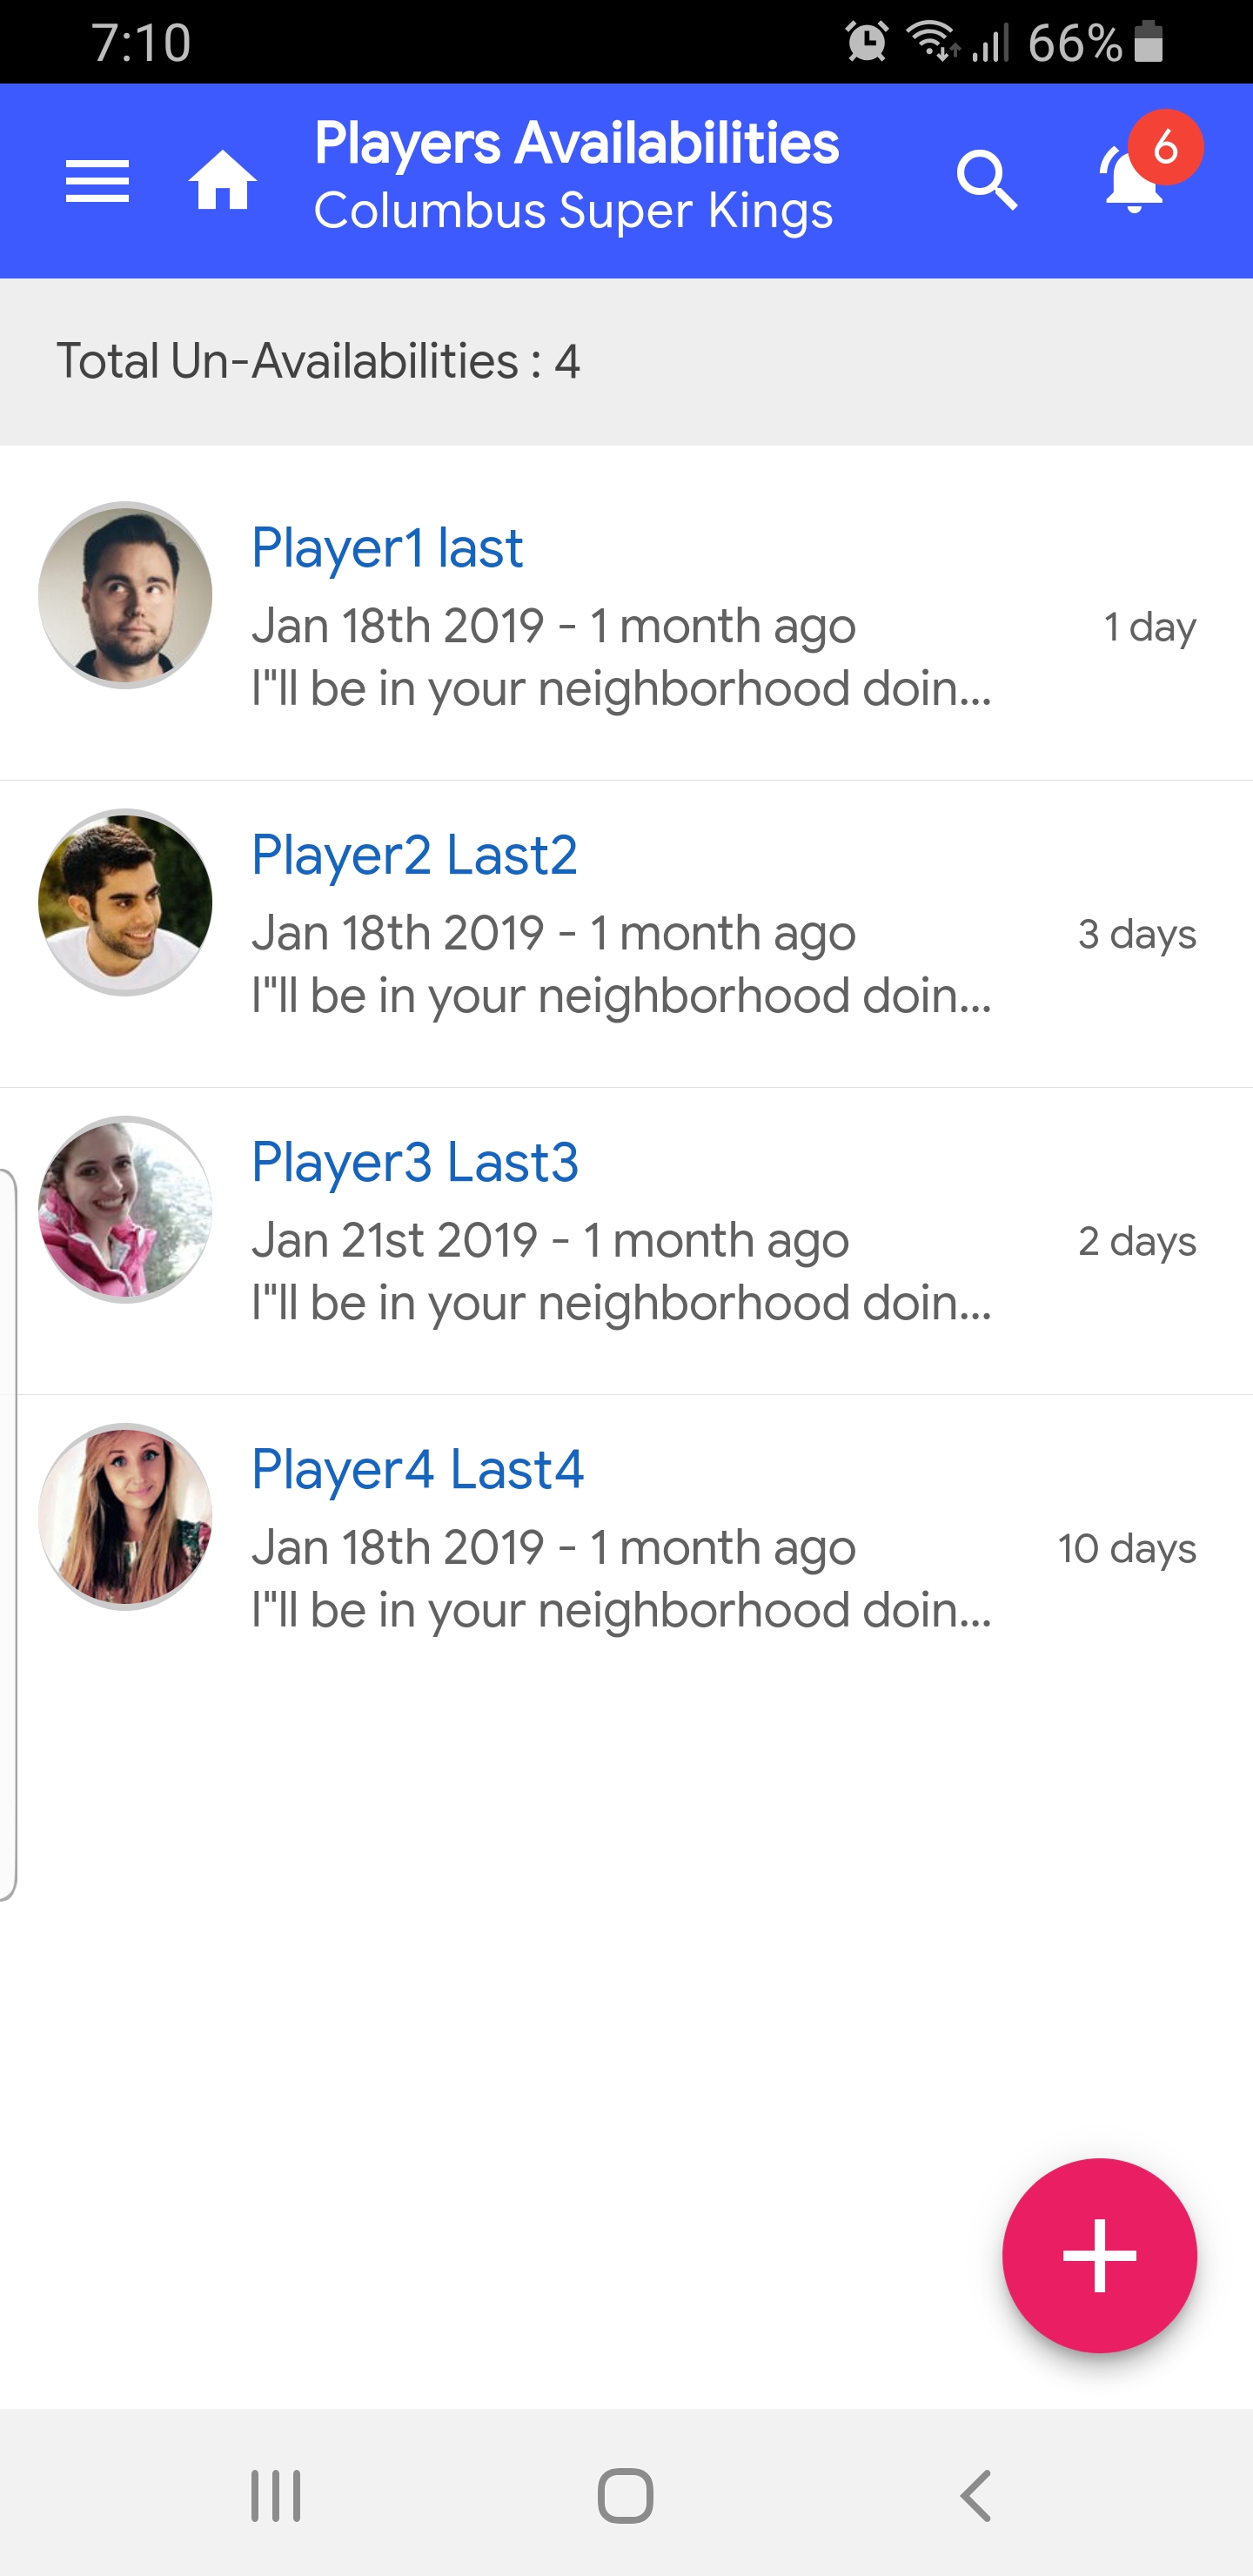 7:10 66%
Players Availabilities 6
Columbus Super Kings
Total Un-Availabilities : 4
Player1 last
Jan 18th 2019 - 1 month ago 1 day
I"ll be in your neighborhood doin...
Player2 Last2
Jan 18th 2019 - 1 month ago 3 days
I"ll be in your neighborhood doin...
Player3 Last3
Jan 21st 2019 - 1 month ago 2 days
I"ll be in your neighborhood doin...
Player4 Last4
Jan 18th 2019 - 1 month ago 10 days
I"ll be in your neighborhood doin...